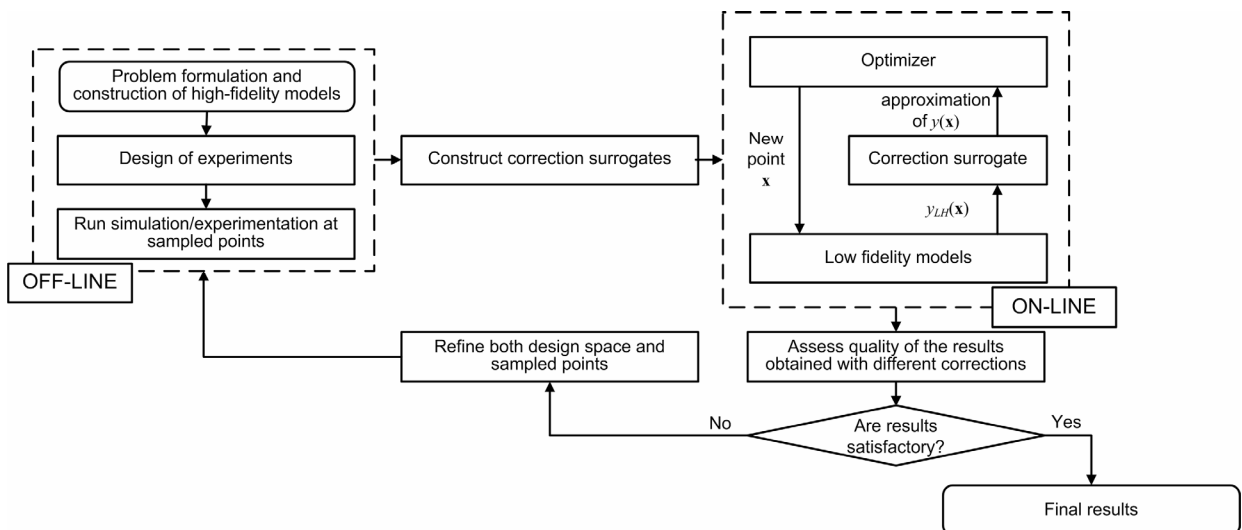 Problem formulation and
construction of high-fidelity models
Design of experiments
Run simulation/experimentation at
sampled points
OFF-LINE
Construct correction surrogates
Optimizer
approximation
of y(x)
New
point
x
Correction surrogate
y_LH(x)
Low fidelity models
ON-LINE
Assess quality of the results
obtained with different corrections
Refine both design space and
sampled points
No
Are results
satisfactory?
Yes
Final results